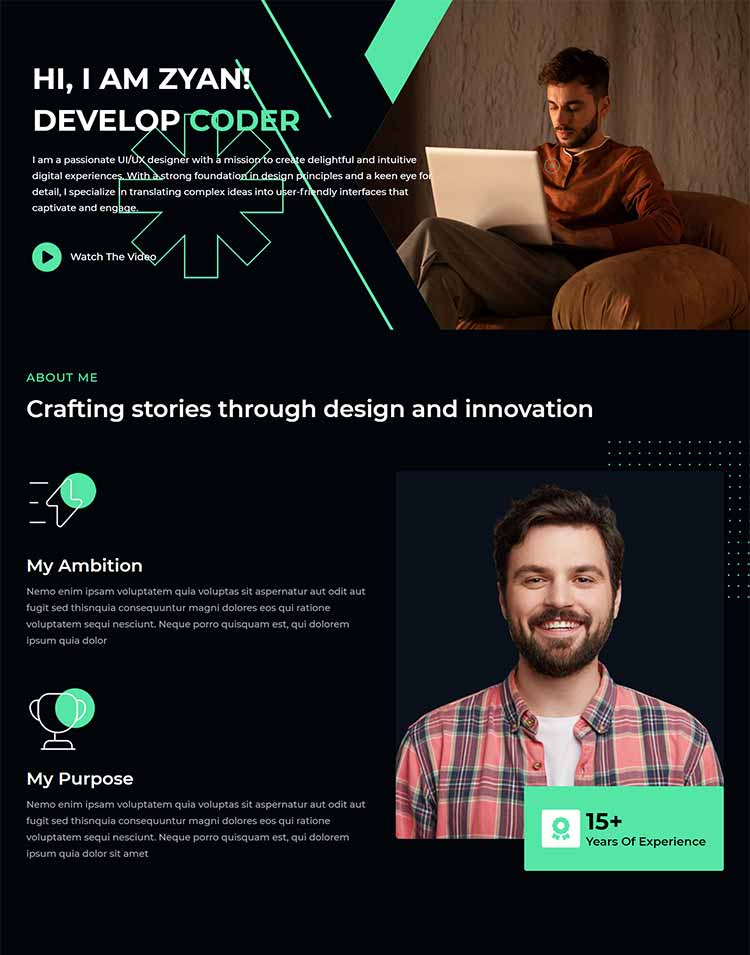 HI, I AM ZYAN!
DEVELOP CODER
I am a passionate UI/UX designer with a mission to create delightful and intuitive
digital experiences. With a strong foundation in design principles and a keen eye for
detail, I specialize in translating complex ideas into user-friendly interfaces that
captivate and engage.
Watch The Video
ABOUT ME
Crafting stories through design and innovation
My Ambition
Nemo enim ipsam voluptatem quia voluptas sit aspernatur aut odit aut
fugit sed thisnquia consequuntur magni dolores eos qui ratione
voluptatem sequi nesciunt. Neque porro quisquam est, qui dolorem
ipsum quia dolor
My Purpose
Nemo enim ipsam voluptatem quia voluptas sit aspernatur aut odit aut
fugit sed thisnquia consequuntur magni dolores eos qui ratione
voluptatem sequi nesciunt. Neque porro quisquam est, qui dolorem
ipsum quia dolor sit amet
15+
Years Of Experience